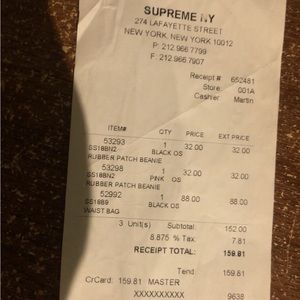 SUPREME NY
274 LAFAYETTE STREET
NEW YORK, NEW YORK 10012
P: 212.966.7799
F: 212.966.7907
Receipt #: 652481
Store: 001A
Cashier: Martin
ITEM# QTY PRICE EXT PRICE
53293 1 32.00 32.00
SS18BN2 BLACK OS
RUBBER PATCH BEANIE
53298 1 32.00 32.00
SS18BN2 PINK OS
RUBBER PATCH BEANIE
52992 1 88.00 88.00
SS18B9 BLACK OS
WAIST BAG
3 Unit(s) Subtotal: 152.00
8.875 % Tax: 7.81
RECEIPT TOTAL: 159.81
Tend: 159.81
CrCard: 159.81 MASTER
XXXXXXXXXX 9638